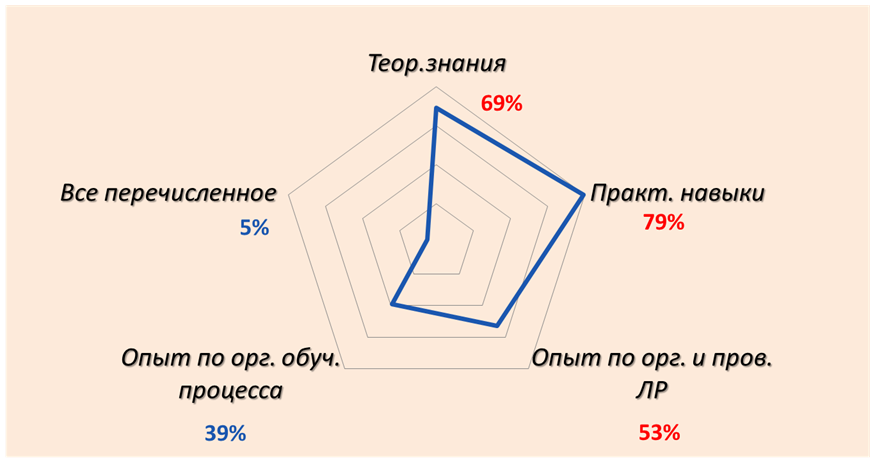 Теор.знания
69%
Все перечисленное
5%
Практ. навыки
79%
Опыт по орг. обуч.
процесса
39%
Опыт по орг. и пров.
ЛР
53%